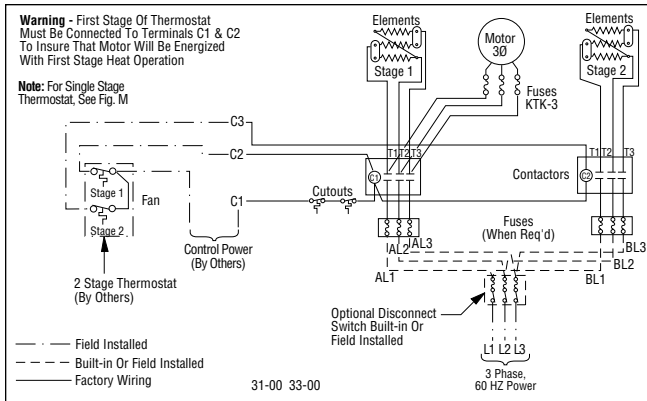 Warning - First Stage Of Thermostat
Must Be Connected To Terminals C1 & C2
To Insure That Motor Will Be Energized
With First Stage Heat Operation
Note: For Single Stage
Thermostat, See Fig. M
Elements
Stage 1
Motor
3Ø
Fuses
KTK-3
Elements
Stage 2
C3
C2
C1
Stage 1
Stage 2
Fan
2 Stage Thermostat
(By Others)
Control Power
(By Others)
Cutouts
C1
T1 T2 T3
Contactors
C2
T1 T2 T3
AL1
AL2
AL3
Fuses
(When Req'd)
BL3
BL2
BL1
Optional Disconnect
Switch Built-in Or
Field Installed
L1 L2 L3
3 Phase,
60 HZ Power
Field Installed
Built-in Or Field Installed
Factory Wiring
31-00 33-00